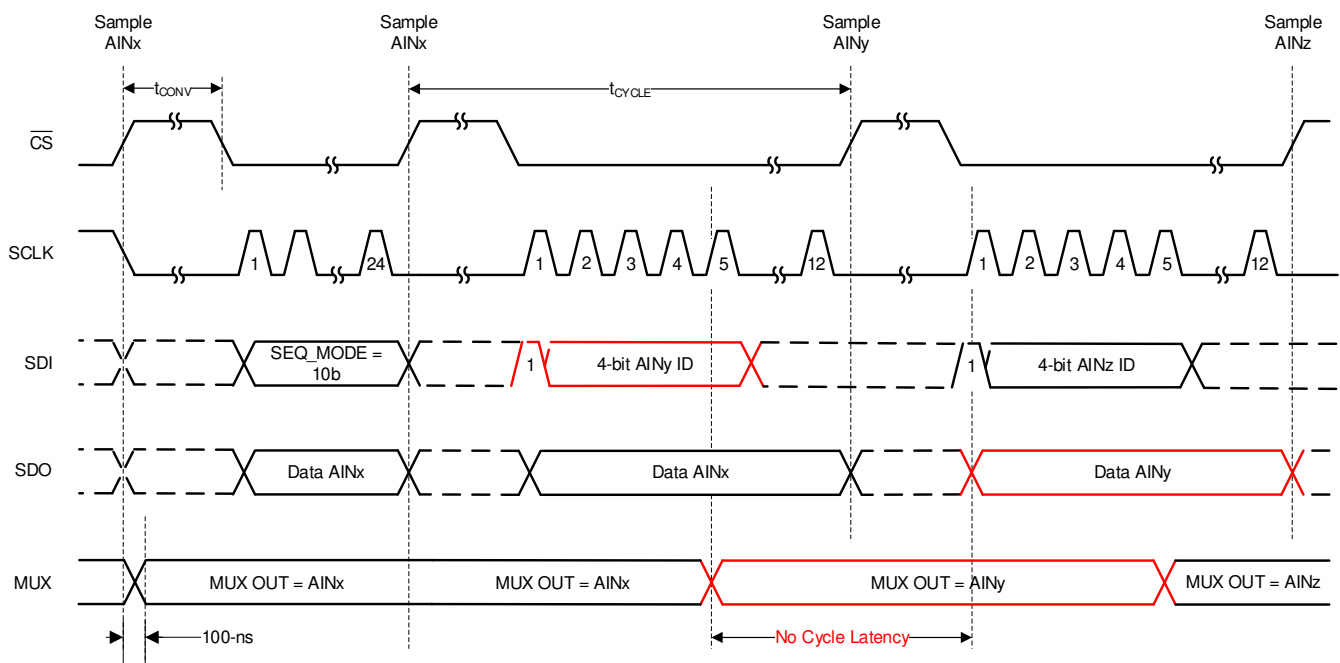 Sample
AINx
Sample
AINx
Sample
AINy
Sample
AINz
tCONV
tCYCLE
CS
SCLK
1
24
1
2
3
4
5
12
1
2
3
4
5
12
SDI
SEQ_MODE =
10b
1
4-bit AINy ID
1
4-bit AINz ID
SDO
Data AINx
Data AINx
Data AINy
MUX
MUX OUT = AINx
MUX OUT = AINx
MUX OUT = AINy
MUX OUT = AINz
100-ns
No Cycle Latency